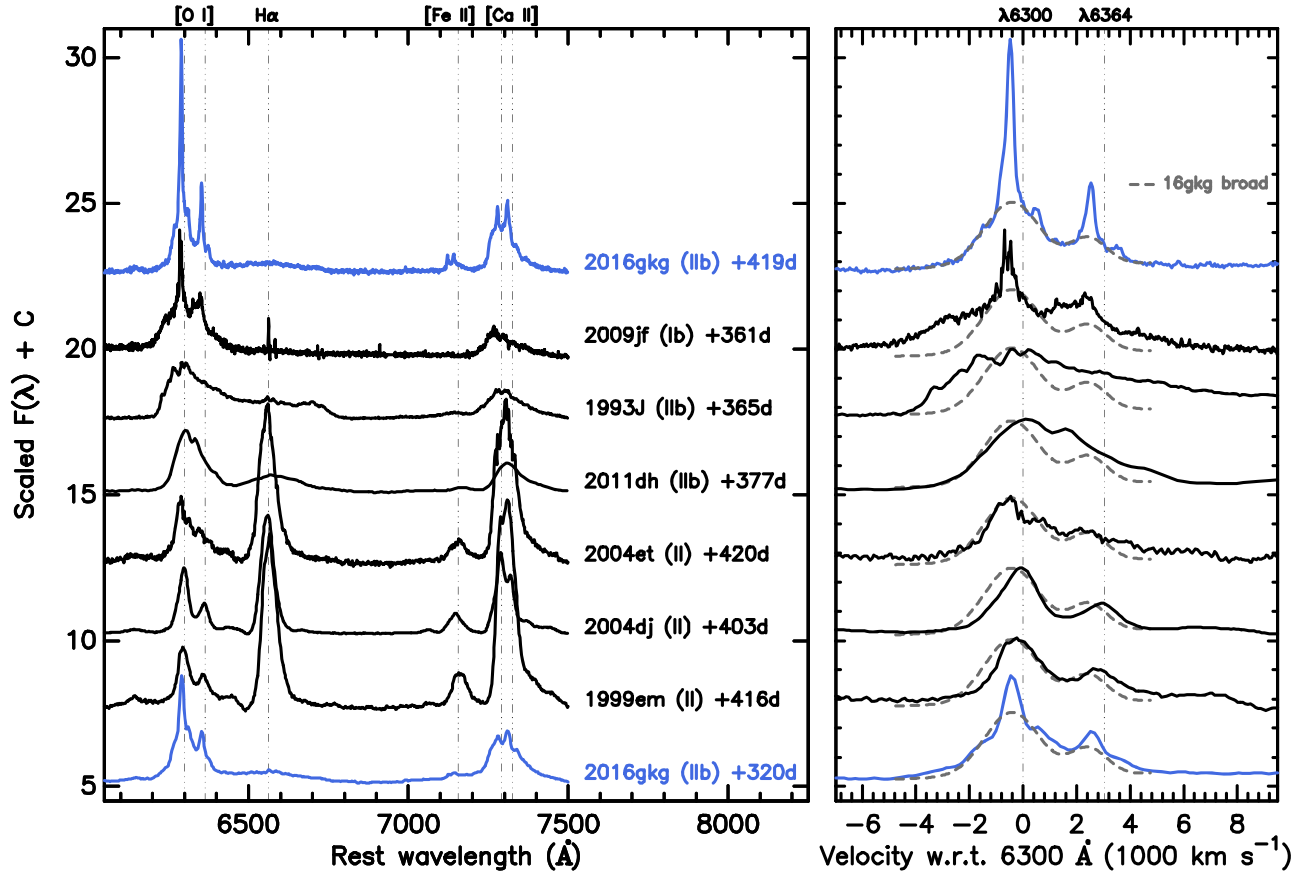 [O I] Hα [Fe II] [Ca II] λ6300 λ6364
30
25
20
15
10
5
Scaled F(λ) + C
16gkg broad
2016gkg (IIb) +419d
2009jf (Ib) +361d
1993J (IIb) +365d
2011dh (IIb) +377d
2004et (II) +420d
2004dj (II) +403d
1999em (II) +416d
2016gkg (IIb) +320d
6500 7000 7500 8000
−6 −4 −2 0 2 4 6 8
Rest wavelength (Å)
Velocity w.r.t. 6300 Å (1000 km s⁻¹)